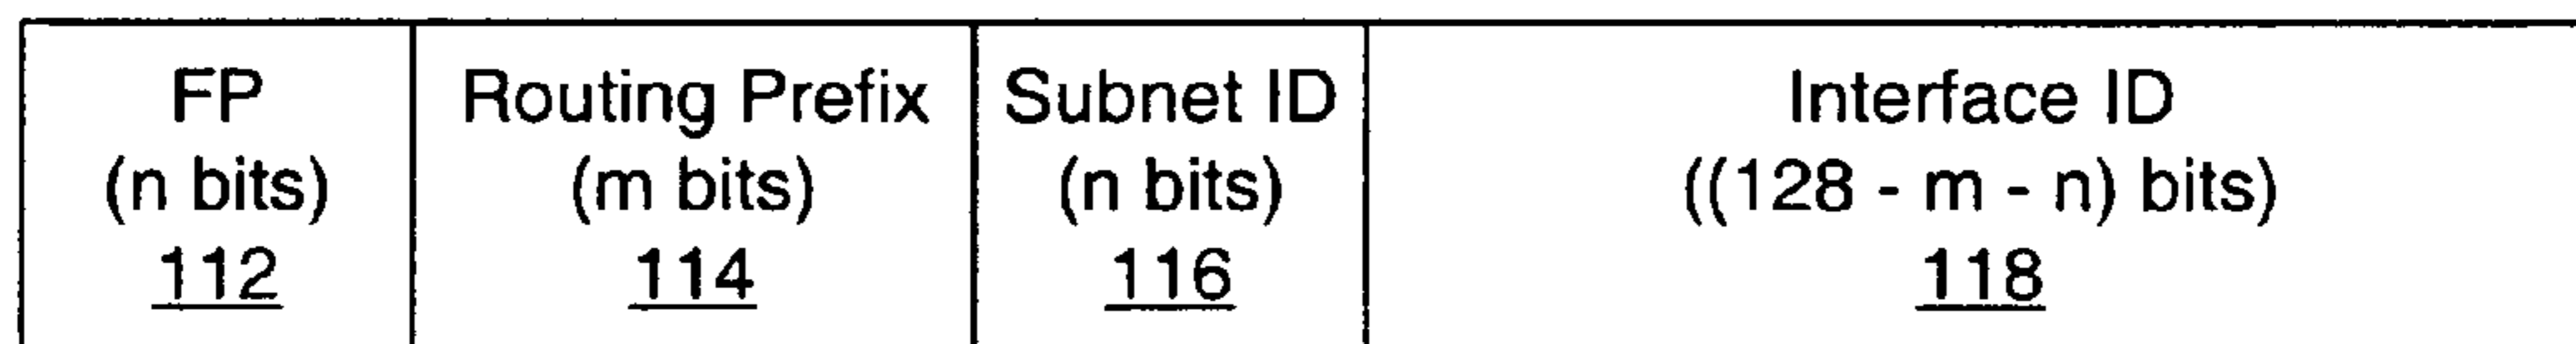 FP
(n bits)
112
Routing Prefix
(m bits)
114
Subnet ID
(n bits)
116
Interface ID
((128 - m - n) bits)
118